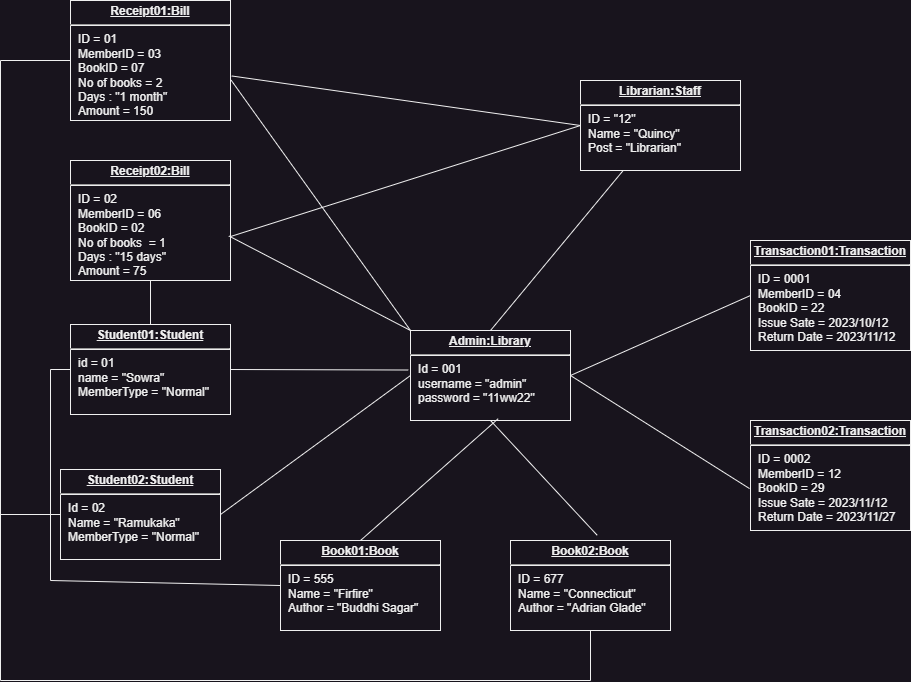 Receipt01:Bill
ID = 01
MemberID = 03
BookID = 07
No of books = 2
Days : "1 month"
Amount = 150
Librarian:Staff
ID = "12"
Name = "Quincy"
Post = "Librarian"
Receipt02:Bill
ID = 02
MemberID = 06
BookID = 02
No of books  = 1
Days : "15 days"
Amount = 75
Transaction01:Transaction
ID = 0001
MemberID = 04
BookID = 22
Issue Sate = 2023/10/12
Return Date = 2023/11/12
Student01:Student
id = 01
name = "Sowra"
MemberType = "Normal"
Admin:Library
Id = 001
username = "admin"
password = "11ww22"
Transaction02:Transaction
ID = 0002
MemberID = 12
BookID = 29
Issue Sate = 2023/11/12
Return Date = 2023/11/27
Student02:Student
Id = 02
Name = "Ramukaka"
MemberType = "Normal"
Book01:Book
ID = 555
Name = "Firfire"
Author = "Buddhi Sagar"
Book02:Book
ID = 677
Name = "Connecticut"
Author = "Adrian Glade"